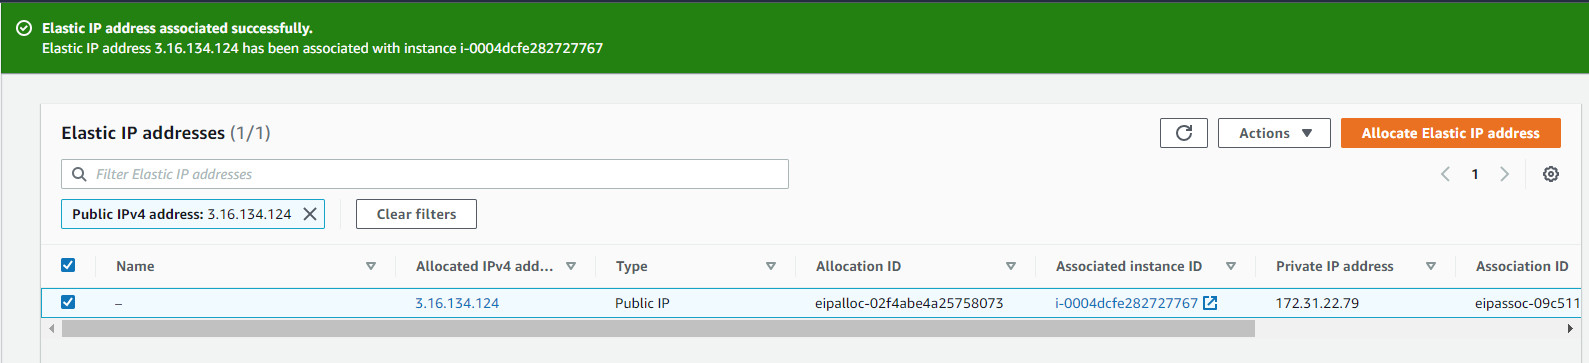 Elastic IP address associated successfully.
Elastic IP address 3.16.134.124 has been associated with instance i-0004dcfe282727767
Elastic IP addresses (1/1)
Actions
Allocate Elastic IP address
Filter Elastic IP addresses
1
Public IPv4 address: 3.16.134.124
Clear filters
Name Allocated IPv4 add... Type Allocation ID Associated instance ID Private IP address Association ID
– 3.16.134.124 Public IP eipalloc-02f4abe4a25758073 i-0004dcfe282727767 172.31.22.79 eipassoc-09c511